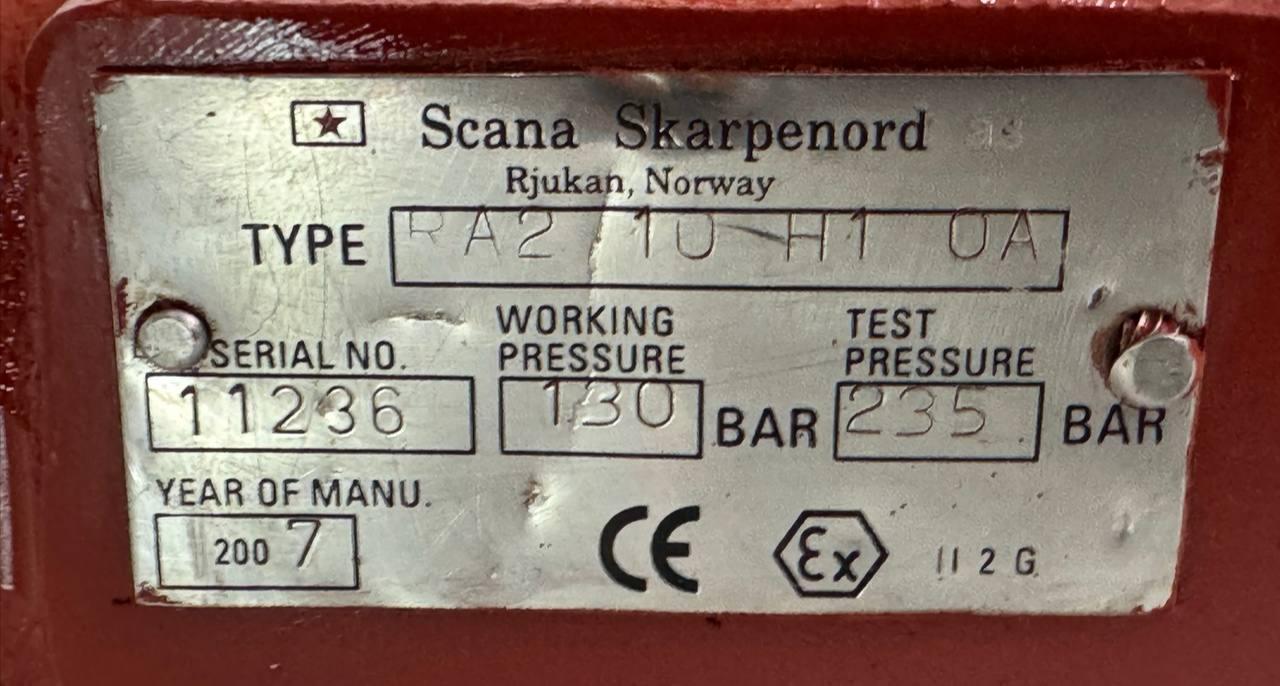 Scana Skarpenord
Rjukan, Norway
TYPE RA2 10 H1 0A
SERIAL NO. 11236
WORKING PRESSURE 130 BAR
TEST PRESSURE 235 BAR
YEAR OF MANU. 2007
CE Ex II 2 G